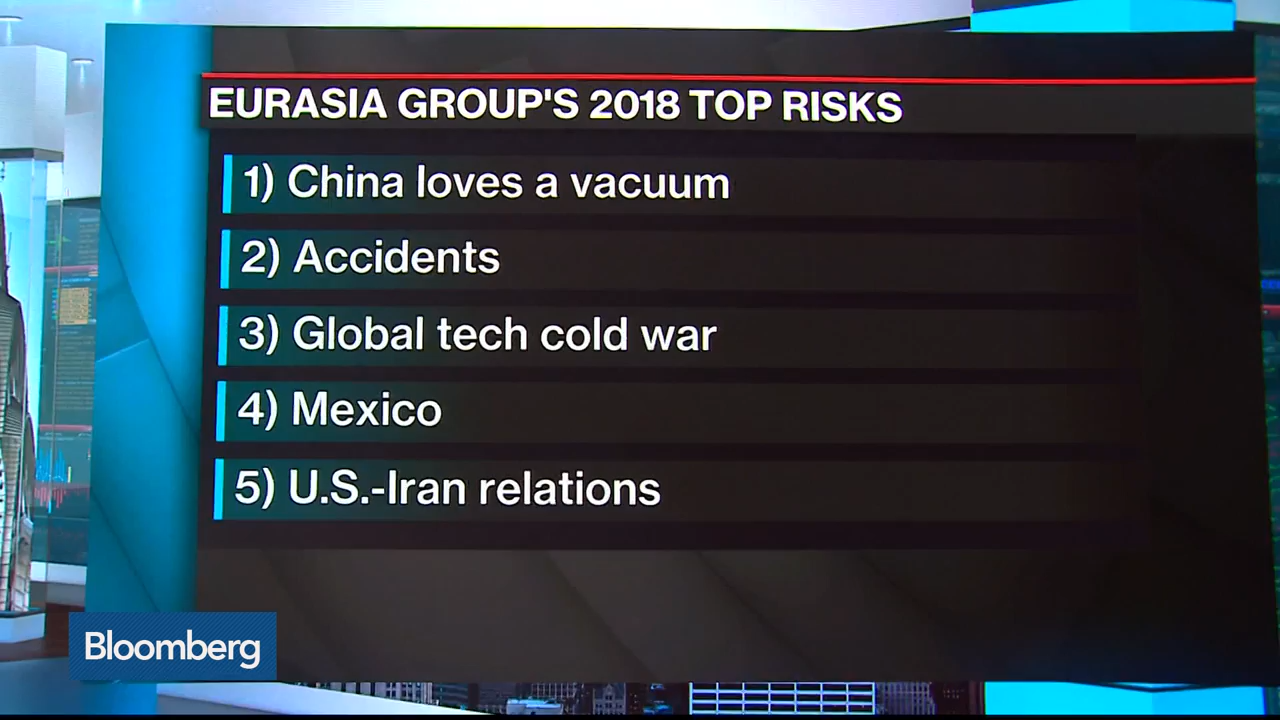 EURASIA GROUP'S 2018 TOP RISKS
1) China loves a vacuum
2) Accidents
3) Global tech cold war
4) Mexico
5) U.S.-Iran relations
Bloomberg